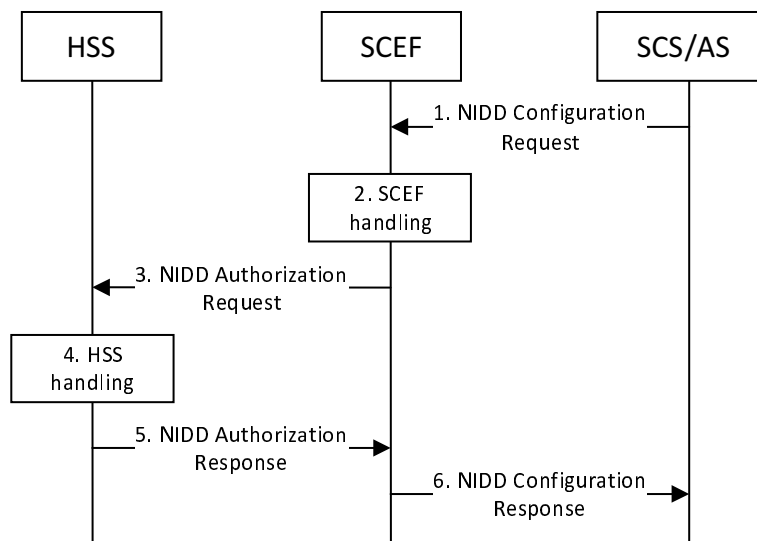 HSS
SCEF
SCS/AS
1. NIDD Configuration
Request
2. SCEF
handling
3. NIDD Authorization
Request
4. HSS
handling
5. NIDD Authorization
Response
6. NIDD Configuration
Response